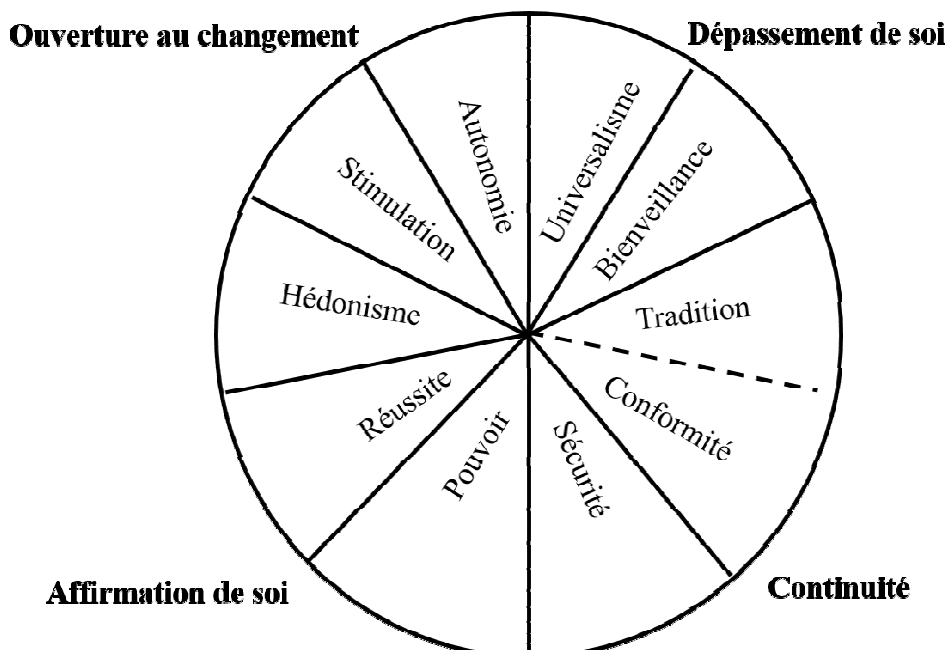 Ouverture au changement
Dépassement de soi
Autonomie
Universalisme
Stimulation
Bienveillance
Hédonisme
Tradition
Réussite
Conformité
Pouvoir
Sécurité
Affirmation de soi
Continuité